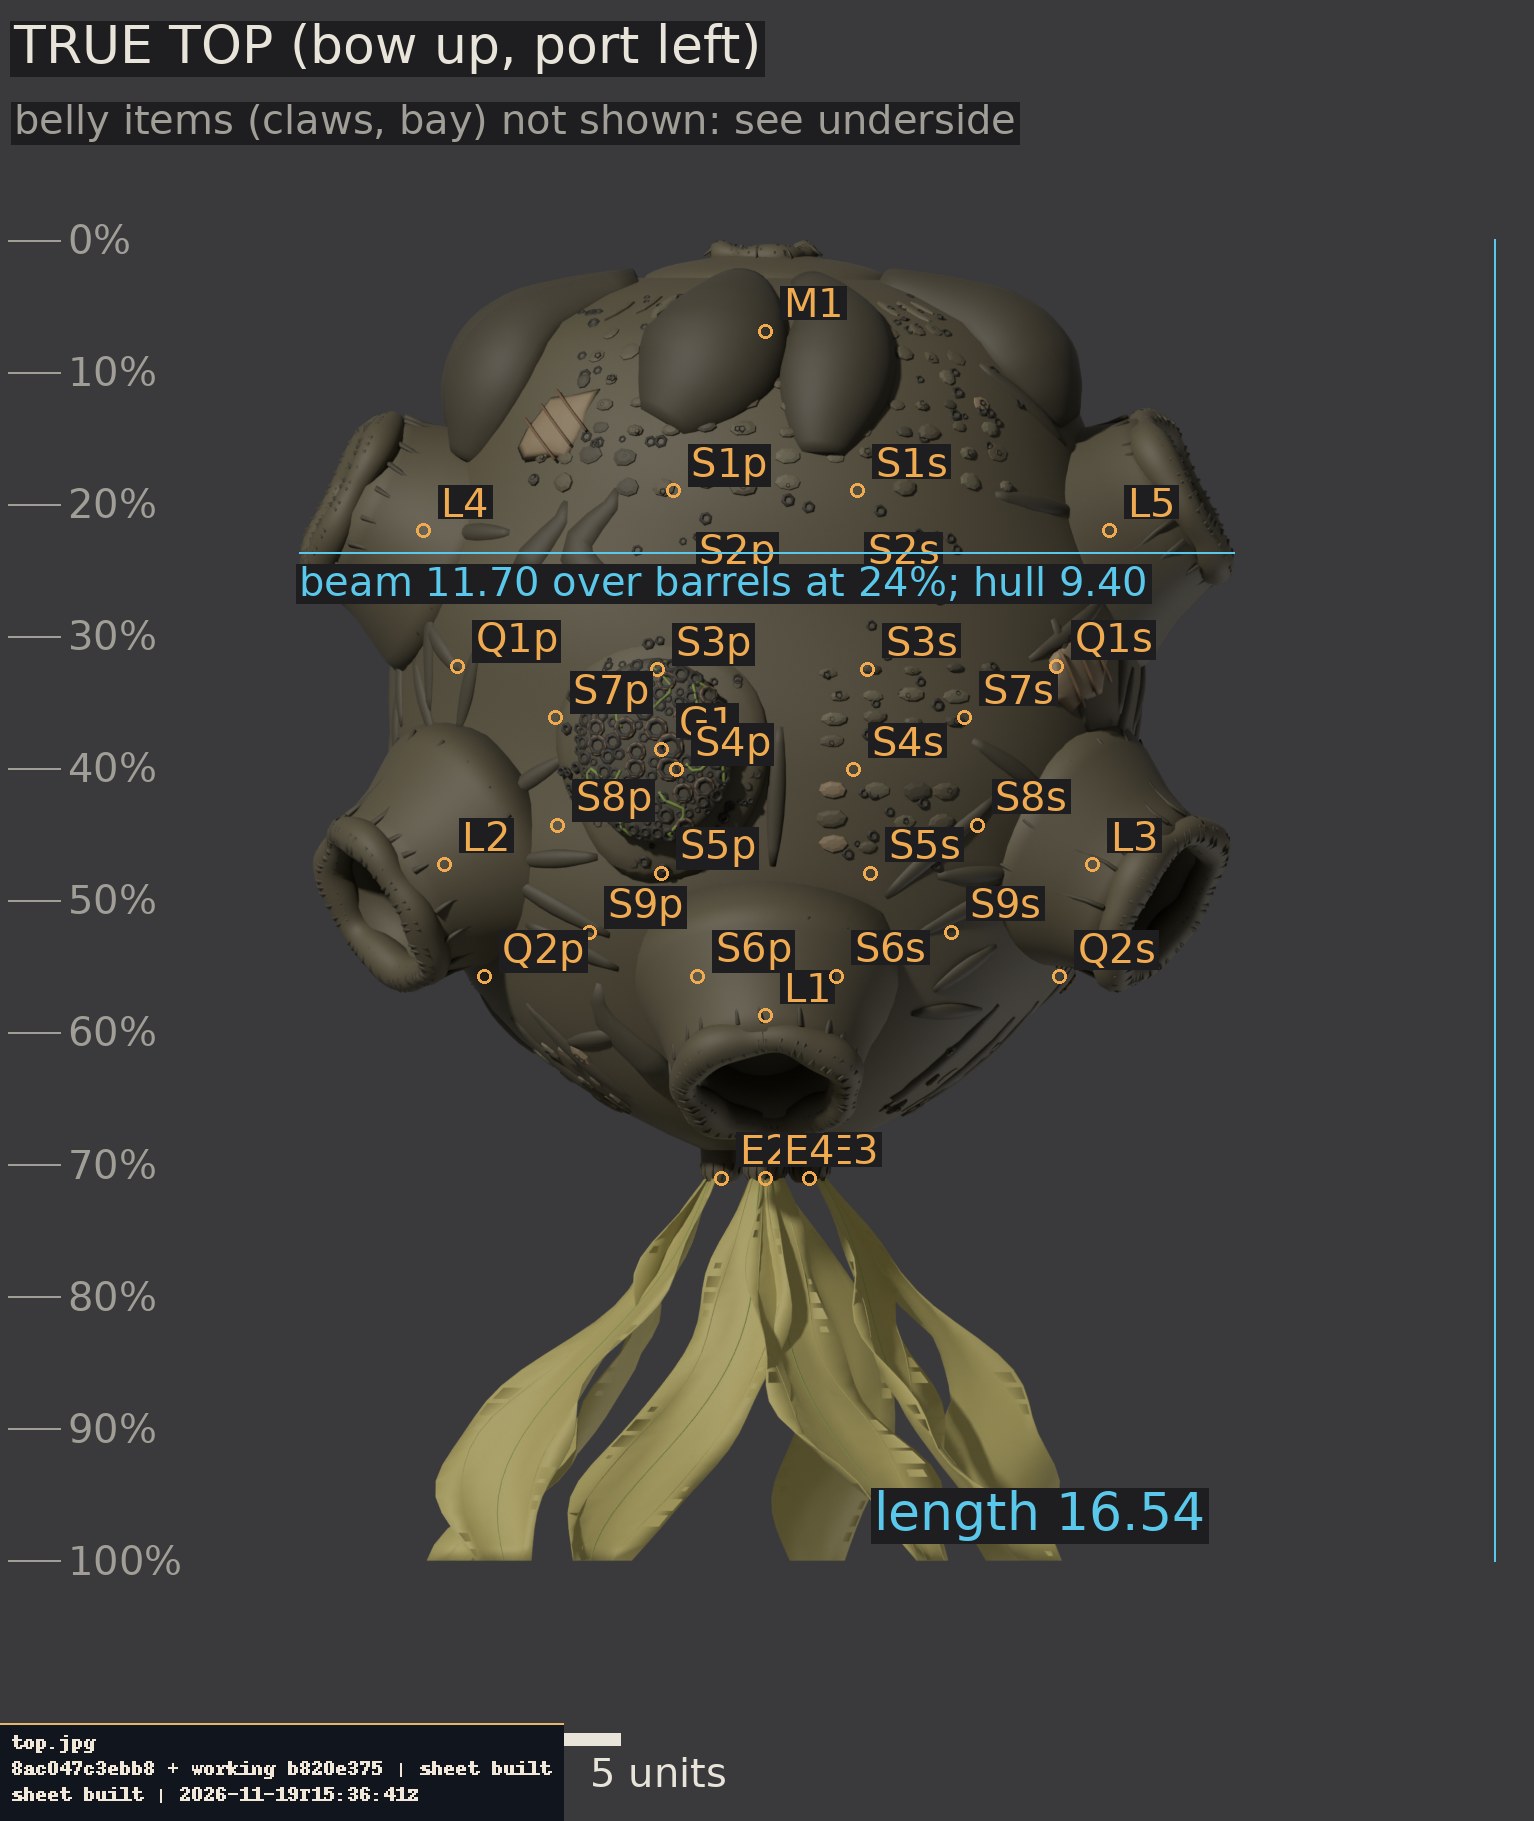 TRUE TOP (bow up, port left)
belly items (claws, bay) not shown: see underside
0%
M1
10%
S1p S1s
L4 20% L5
S2p S2s
beam 11.70 over barrels at 24%; hull 9.40
30% Q1p S3p S3s Q1s
S7p S7s
G1
S4p S4s
40%
S8p S8s
L2 S5p S5s L3
50% S9p S9s
Q2p S6p S6s Q2s
L1
60%
70% E2 E4 E3
80%
90%
length 16.54
100%
top.jpg
8ac047c3ebb8 + working b820e375 | sheet built
sheet built | 2026-11-19T15:36:41Z
5 units